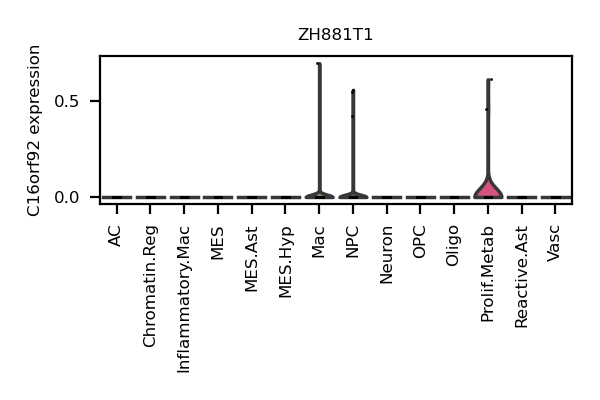 ZH881T1
C16orf92 expression
0.5
0.0
AC
Chromatin.Reg
Inflammatory.Mac
MES
MES.Ast
MES.Hyp
Mac
NPC
Neuron
OPC
Oligo
Prolif.Metab
Reactive.Ast
Vasc